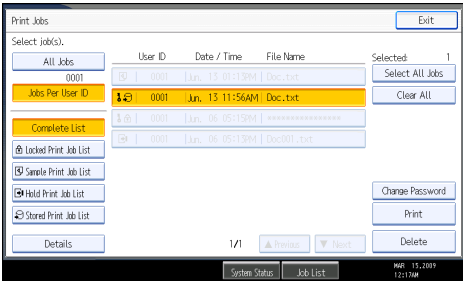 Print Jobs
Exit
Select job(s).
User ID Date / Time File Name
Selected: 1
All Jobs
0001
Jobs Per User ID
Complete List
Locked Print Job List
Sample Print Job List
Hold Print Job List
Stored Print Job List
Details
0001 Jun. 13 01:13PM Doc.txt
0001 Jun. 13 11:56AM Doc.txt
0001 Jun. 06 05:15PM ****************
0001 Jun. 06 05:13PM Doc001.txt
Select All Jobs
Clear All
Change Password
Print
Delete
1/1 ▲ Previous ▼ Next
System Status Job List
MAR 15,2009
12:17AM